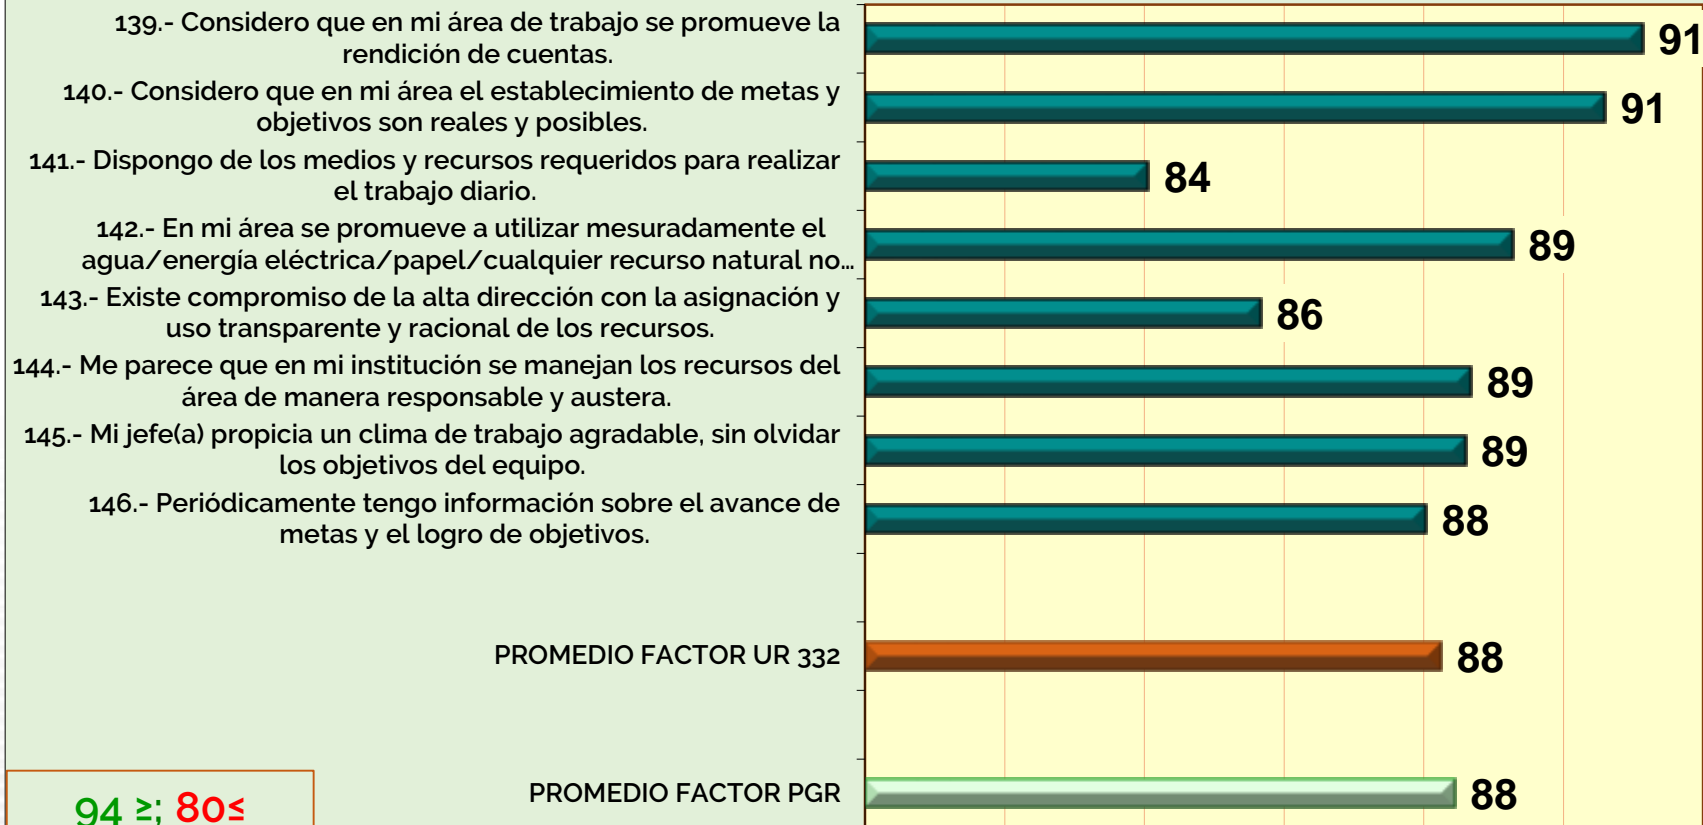 139.- Considero que en mi área de trabajo se promueve la
rendición de cuentas.
91
140.- Considero que en mi área el establecimiento de metas y
objetivos son reales y posibles.
91
141.- Dispongo de los medios y recursos requeridos para realizar
el trabajo diario.
84
142.- En mi área se promueve a utilizar mesuradamente el
agua/energía eléctrica/papel/cualquier recurso natural no...
89
143.- Existe compromiso de la alta dirección con la asignación y
uso transparente y racional de los recursos.
86
144.- Me parece que en mi institución se manejan los recursos del
área de manera responsable y austera.
89
145.- Mi jefe(a) propicia un clima de trabajo agradable, sin olvidar
los objetivos del equipo.
89
146.- Periódicamente tengo información sobre el avance de
metas y el logro de objetivos.
88
PROMEDIO FACTOR UR 332
88
PROMEDIO FACTOR PGR
88
94 ≥; 80≤